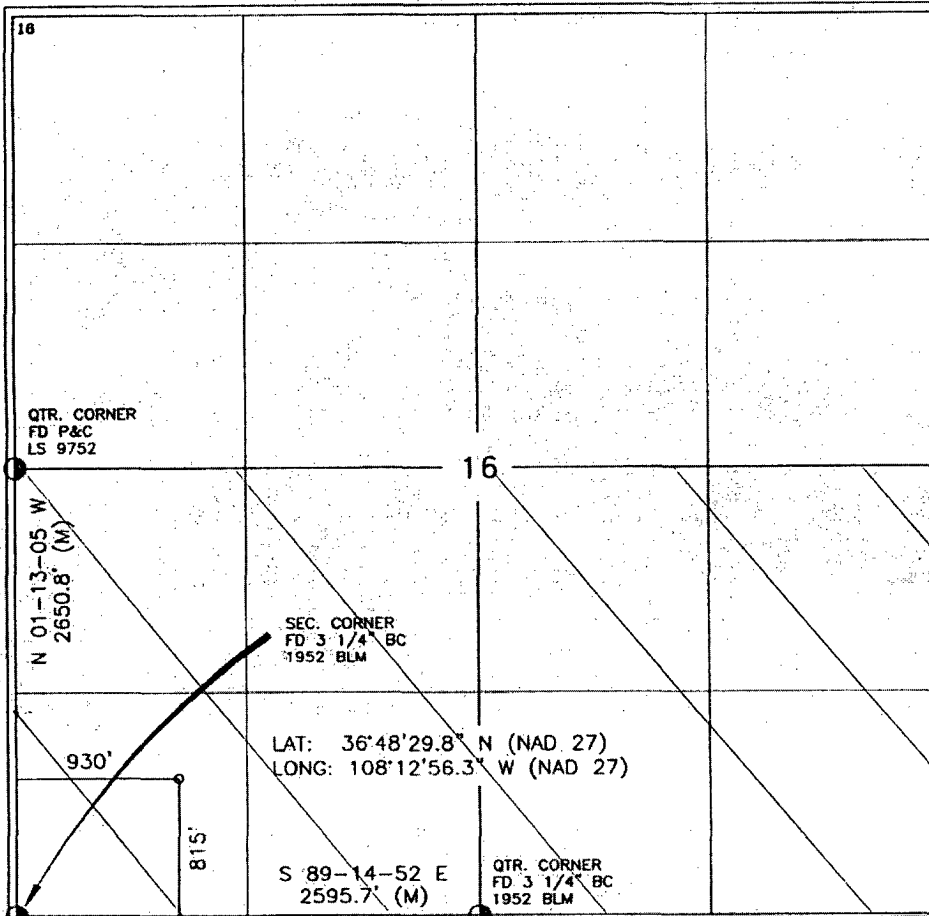 16
QTR. CORNER
FD P&C
LS 9752
16
N 01-13-05 W
2650.8' (M)
SEC. CORNER
FD 3 1/4" BC
1952 BLM
LAT: 36°48'29.8" N (NAD 27)
LONG: 108°12'56.3" W (NAD 27)
930'
815'
S 89-14-52 E
2595.7' (M)
QTR. CORNER
FD 3 1/4" BC
1952 BLM